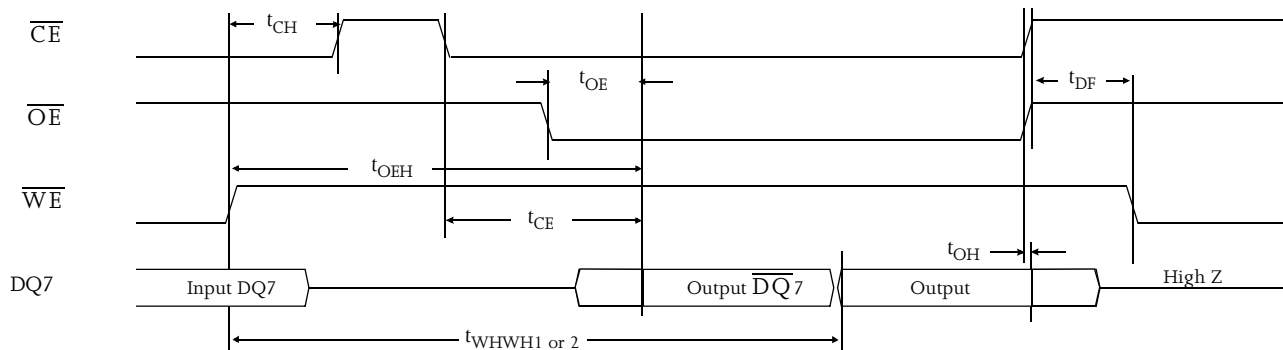 CE
tCH
OE
tOE
tDF
tOEH
WE
tCE
tOH
DQ7
Input DQ7
Output DQ7
Output
High Z
tWHWH1 or 2